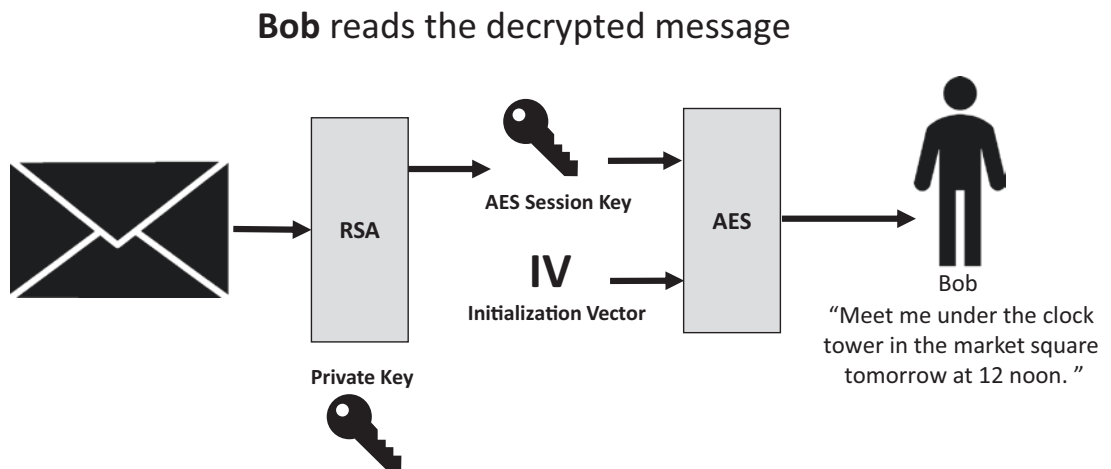 Bob reads the decrypted message
RSA
Private Key
AES Session Key
IV
Initialization Vector
AES
Bob
“Meet me under the clock
tower in the market square
tomorrow at 12 noon. ”